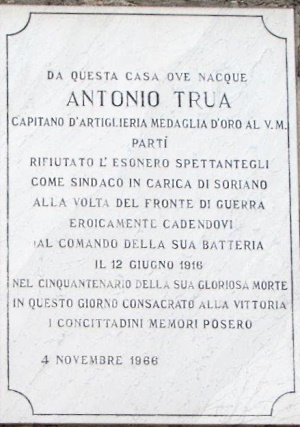 DA QUESTA CASA OVE NACQUE
ANTONIO TRUA
CAPITANO D'ARTIGLIERIA MEDAGLIA D'ORO AL V.M.
PARTÍ
RIFIUTATO L'ESONERO SPETTANTEGLI
COME SINDACO IN CARICA DI SORIANO
ALLA VOLTA DEL FRONTE DI GUERRA
EROICAMENTE CADENDOVI
AL COMANDO DELLA SUA BATTERIA
IL 12 GIUGNO 1916
NEL CINQUANTENARIO DELLA SUA GLORIOSA MORTE
IN QUESTO GIORNO CONSACRATO ALLA VITTORIA
I CONCITTADINI MEMORI POSERO
4 NOVEMBRE 1966